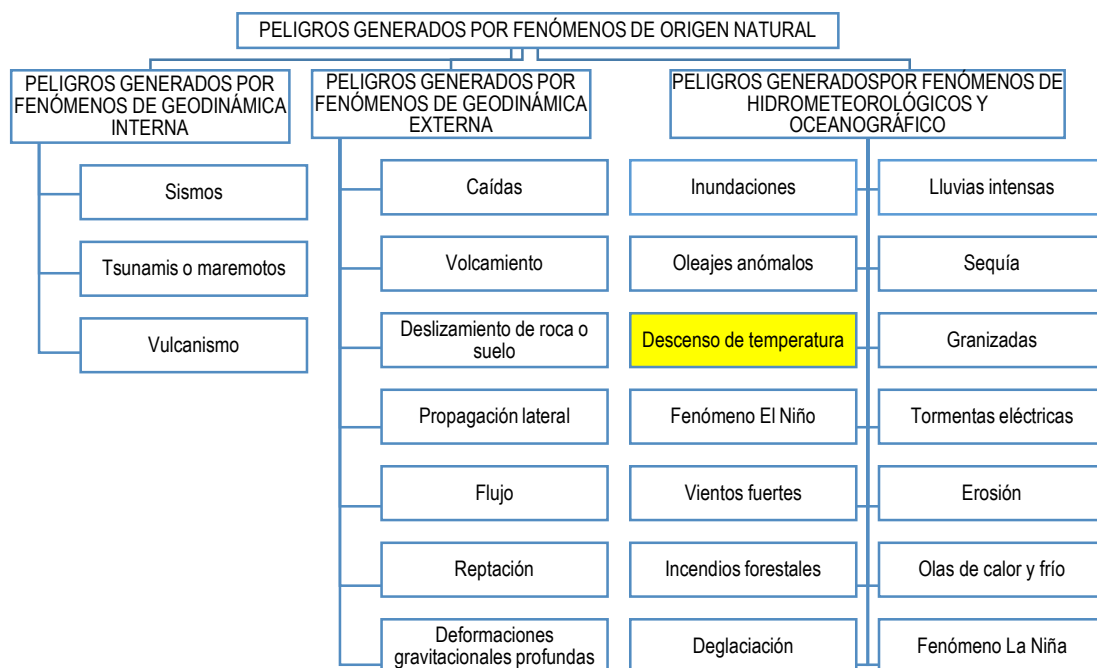 PELIGROS GENERADOS POR FENÓMENOS DE ORIGEN NATURAL
PELIGROS GENERADOS POR
FENÓMENOS DE GEODINÁMICA
INTERNA
Sismos
Tsunamis o maremotos
Vulcanismo
PELIGROS GENERADOS POR
FENÓMENOS DE GEODINÁMICA
EXTERNA
Caídas
Volcamiento
Deslizamiento de roca o
suelo
Propagación lateral
Flujo
Reptación
Deformaciones
gravitacionales profundas
PELIGROS GENERADOSPOR FENÓMENOS DE
HIDROMETEOROLÓGICOS Y
OCEANOGRÁFICO
Inundaciones
Lluvias intensas
Oleajes anómalos
Sequía
Descenso de temperatura
Granizadas
Fenómeno El Niño
Tormentas eléctricas
Vientos fuertes
Erosión
Incendios forestales
Olas de calor y frío
Deglaciación
Fenómeno La Niña